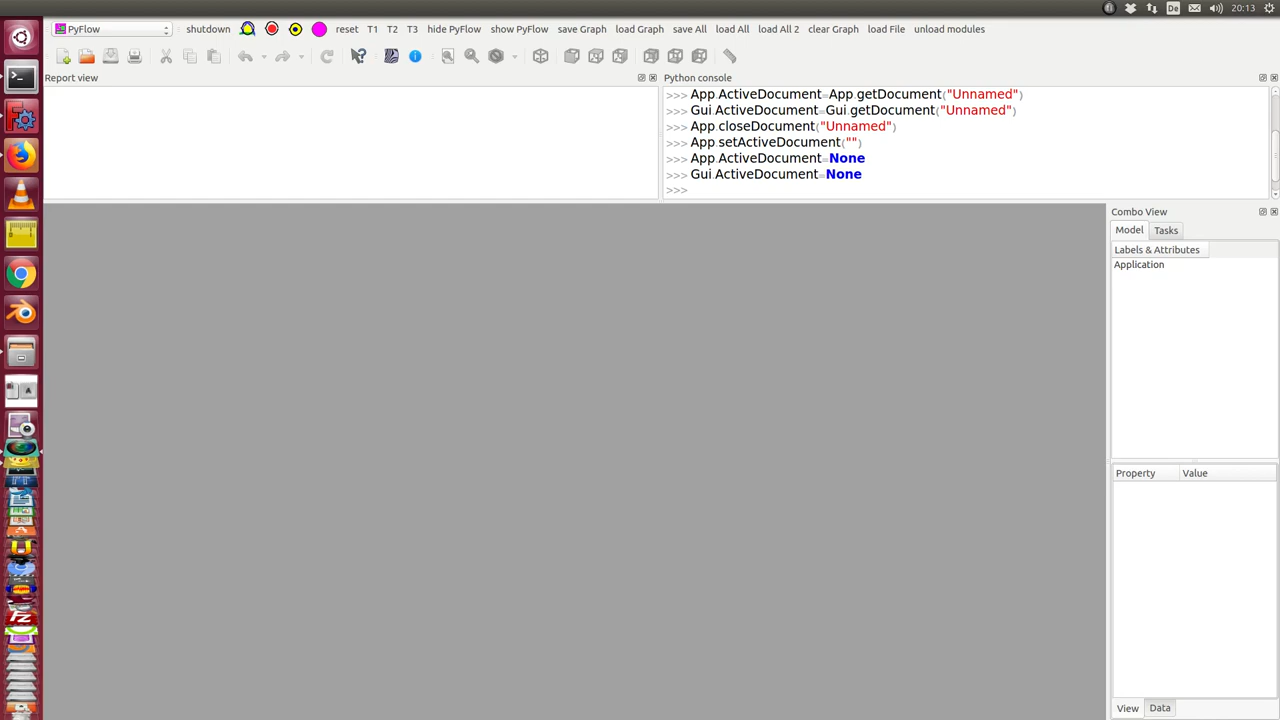 De
20:13
PyFlow
shutdown
reset
T1
T2
T3
hide PyFlow
show PyFlow
save Graph
load Graph
save All
load All
load All 2
clear Graph
load File
unload modules
Report view
Python console
>>> App.ActiveDocument=App.getDocument("Unnamed")
>>> Gui.ActiveDocument=Gui.getDocument("Unnamed")
>>> App.closeDocument("Unnamed")
>>> App.setActiveDocument("")
>>> App.ActiveDocument=None
>>> Gui.ActiveDocument=None
>>>
Combo View
Model
Tasks
Labels & Attributes
Application
Property
Value
View
Data